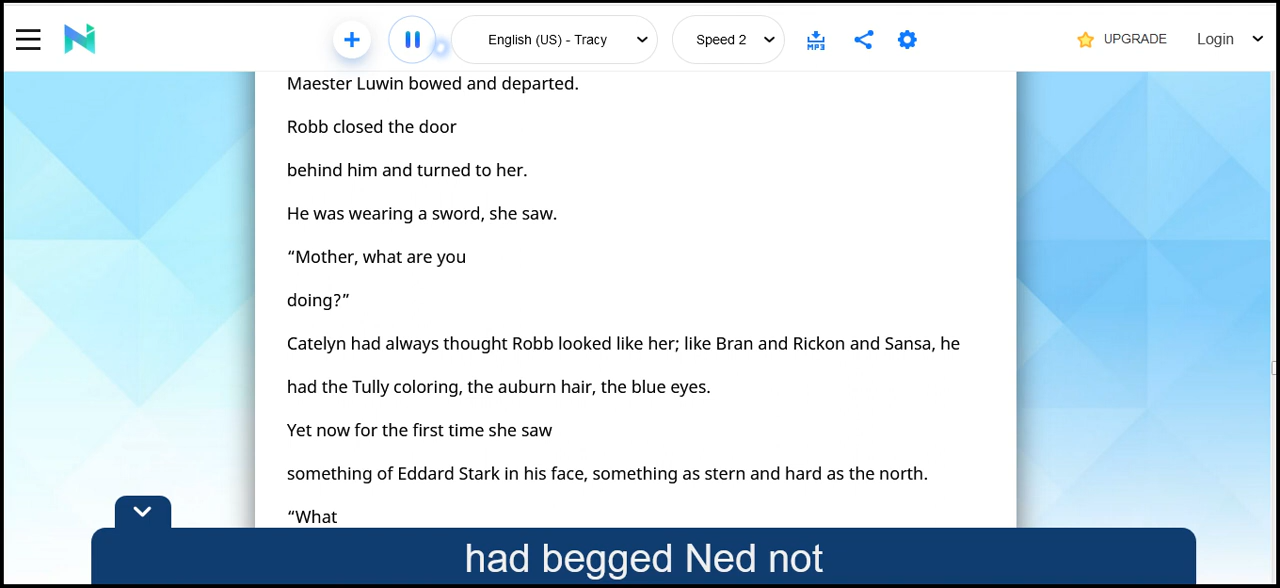 English (US) - Tracy
Speed 2
MP3
UPGRADE
Login
Maester Luwin bowed and departed.
Robb closed the door
behind him and turned to her.
He was wearing a sword, she saw.
“Mother, what are you
doing?”
Catelyn had always thought Robb looked like her; like Bran and Rickon and Sansa, he
had the Tully coloring, the auburn hair, the blue eyes.
Yet now for the first time she saw
something of Eddard Stark in his face, something as stern and hard as the north.
“What
had begged Ned not